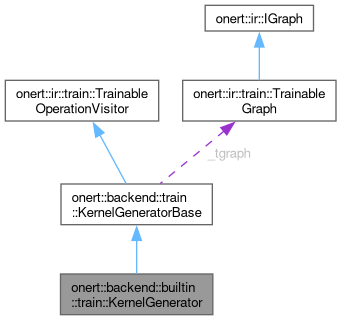 onert::ir::IGraph
onert::ir::train::Trainable
OperationVisitor
onert::ir::train::Trainable
Graph
_tgraph
onert::backend::train
::KernelGeneratorBase
onert::backend::builtin
::train::KernelGenerator